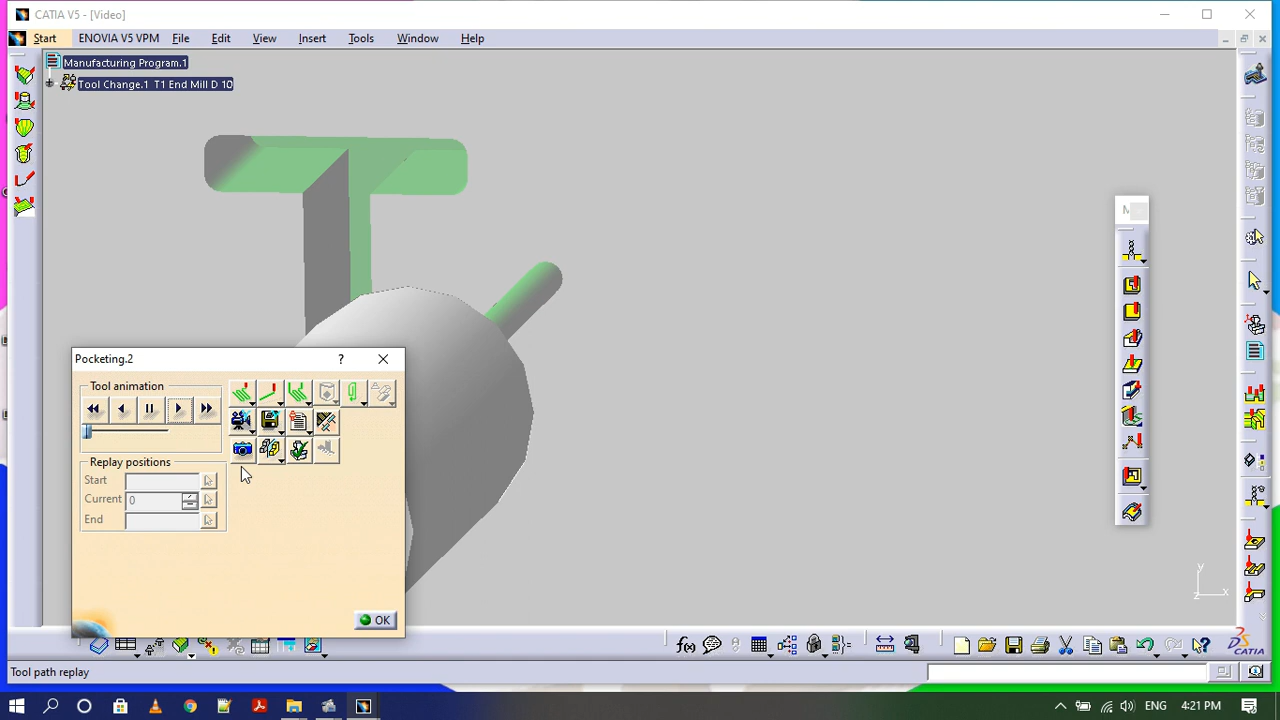 CATIA V5 - [Video]
Start ENOVIA V5 VPM File Edit View Insert Tools Window Help
Manufacturing Program.1
Tool Change.1 T1 End Mill D 10
M
Pocketing.2 ?
Tool animation
Replay positions
Start
Current 0
End
OK
y
z x
f(x)
CATIA
Tool path replay
ENG 4:21 PM